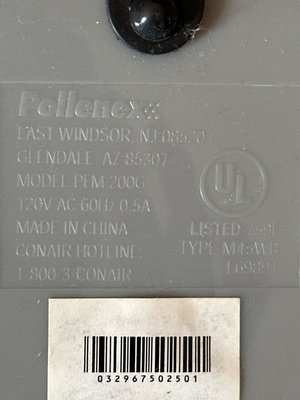 Pollenex
EAST WINDSOR, NJ 08520
GLENDALE AZ 85307
MODEL PFM 200G
120V AC 60Hz 0.5A
MADE IN CHINA
CONAIR HOTLINE:
1-800-3-CONAIR
UL
LISTED
TYPE
032967502501